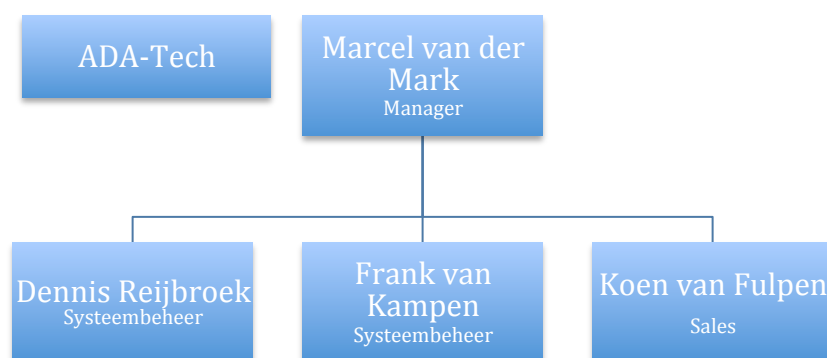 ADA-Tech
Marcel van der
Mark
Manager
Dennis Reijbroek
Systeembeheer
Frank van
Kampen
Systeembeheer
Koen van Fulpen
Sales